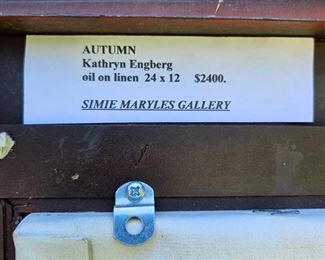 AUTUMN
Kathryn Engberg
oil on linen 24 x 12 $2400.
SIMIE MARYLES GALLERY